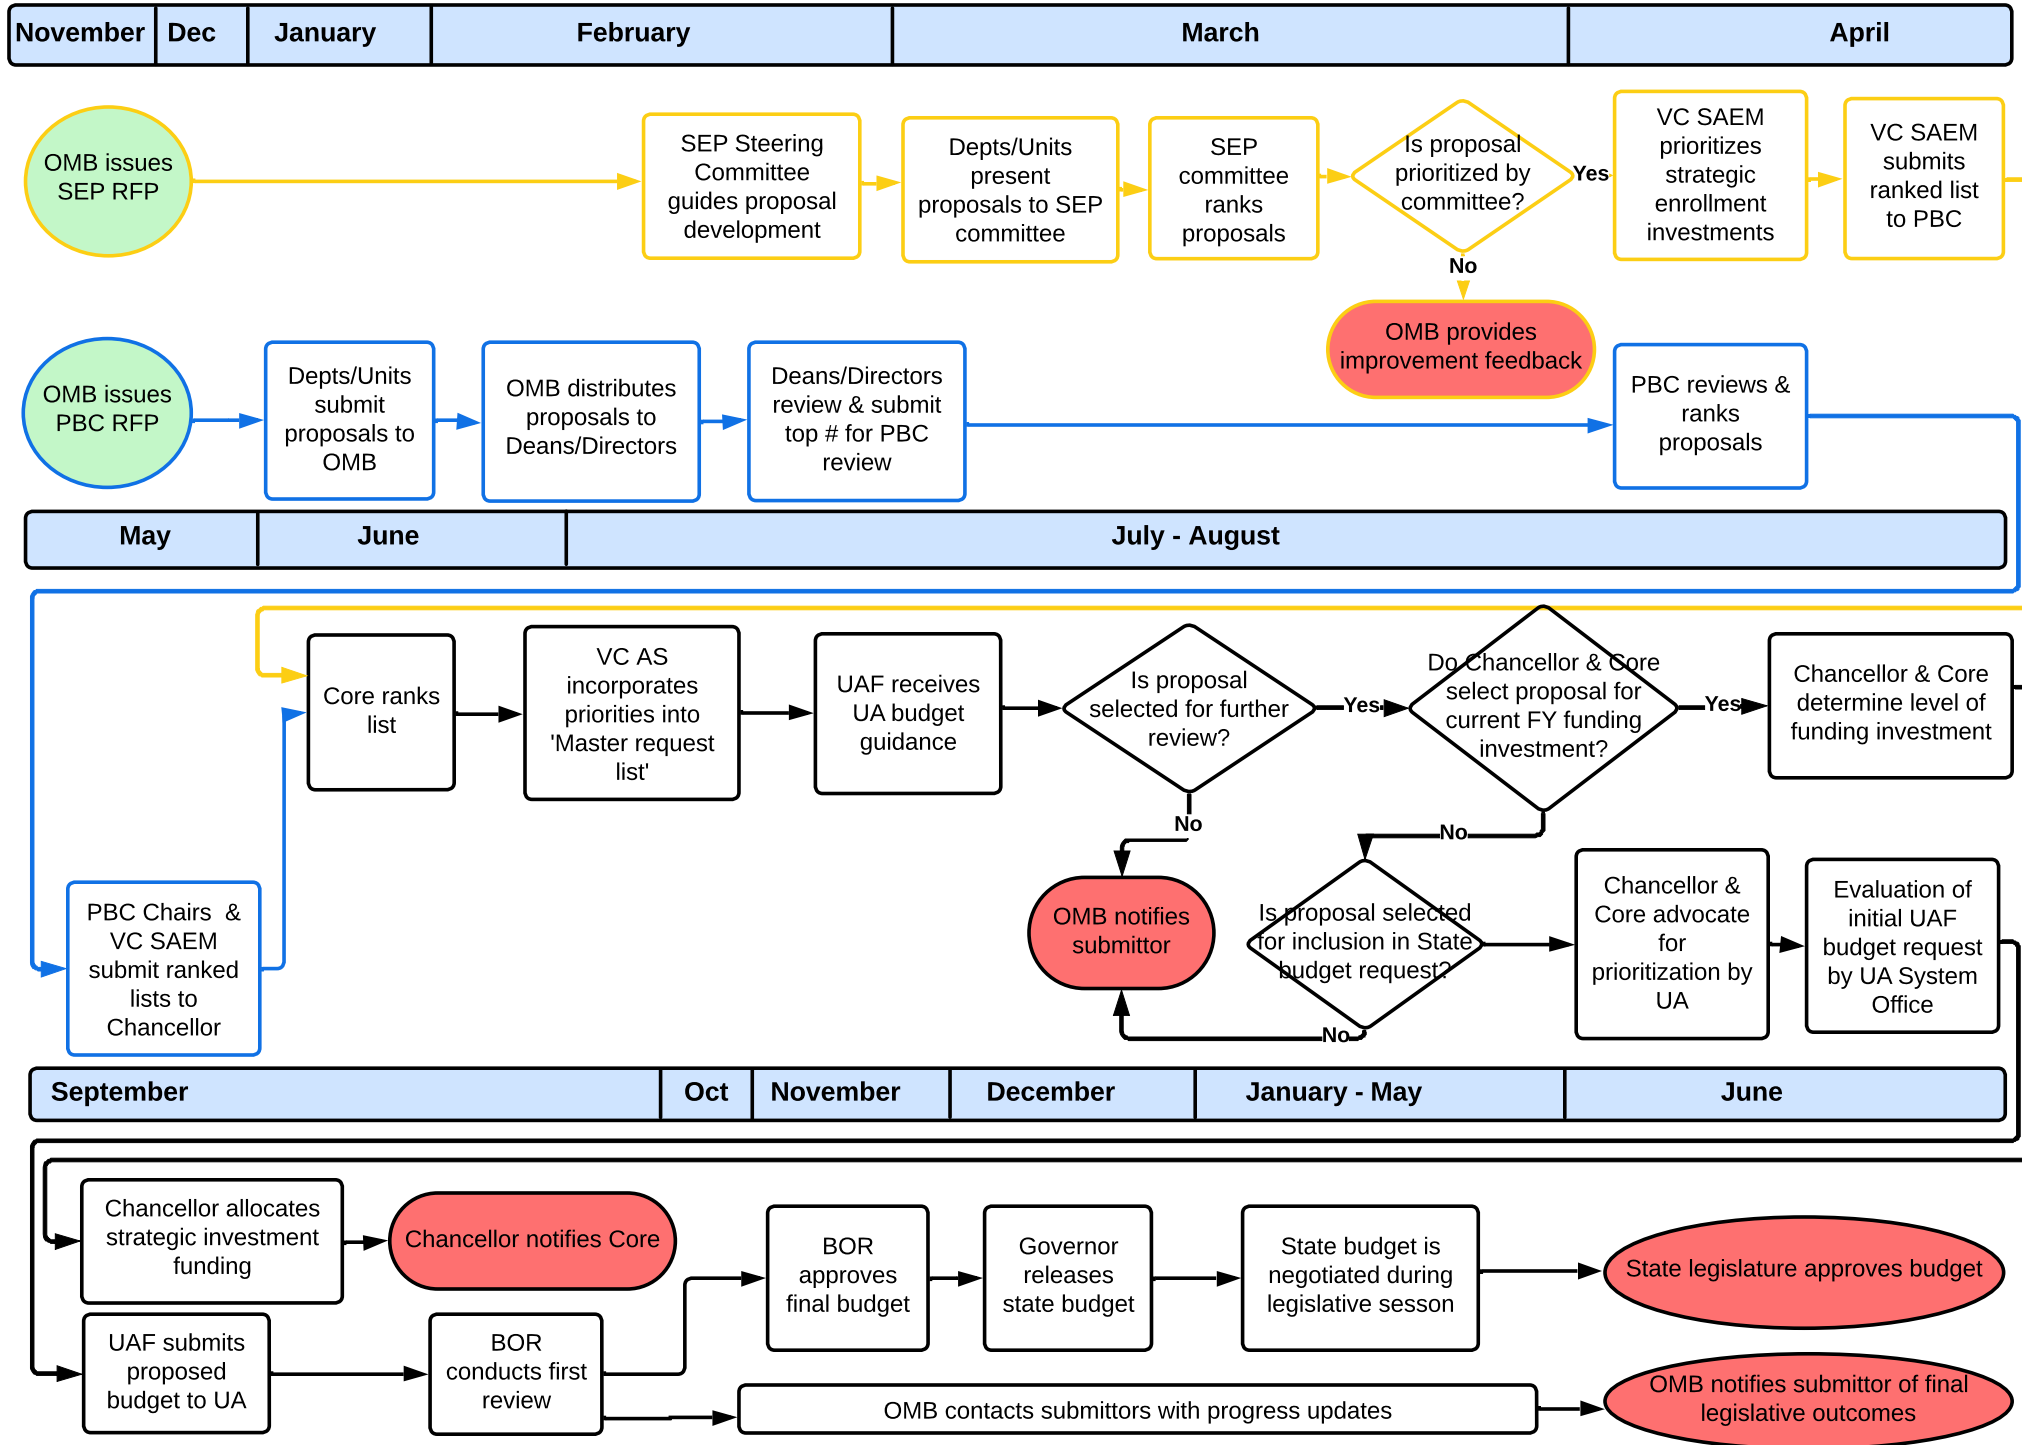 November Dec January February March April
OMB issues
SEP RFP
SEP Steering
Committee
guides proposal
development
Depts/Units
present
proposals to SEP
committee
SEP
committee
ranks
proposals
Is proposal
prioritized by
committee?
Yes
No
VC SAEM
prioritizes
strategic
enrollment
investments
VC SAEM
submits
ranked list
to PBC
OMB provides
improvement feedback
OMB issues
PBC RFP
Depts/Units
submit
proposals to
OMB
OMB distributes
proposals to
Deans/Directors
Deans/Directors
review & submit
top # for PBC
review
PBC reviews &
ranks
proposals
May June July - August
PBC Chairs &
VC SAEM
submit ranked
lists to
Chancellor
Core ranks
list
VC AS
incorporates
priorities into
'Master request
list'
UAF receives
UA budget
guidance
Is proposal
selected for further
review?
Yes
No
Do Chancellor & Core
select proposal for
current FY funding
investment?
Yes
No
Chancellor & Core
determine level of
funding investment
OMB notifies
submittor
Is proposal selected
for inclusion in State
budget request?
No
Chancellor &
Core advocate
for
prioritization by
UA
Evaluation of
initial UAF
budget request
by UA System
Office
September Oct November December January - May June
Chancellor allocates
strategic investment
funding
Chancellor notifies Core
UAF submits
proposed
budget to UA
BOR
conducts first
review
BOR
approves
final budget
Governor
releases
state budget
State budget is
negotiated during
legislative sesson
State legislature approves budget
OMB contacts submittors with progress updates
OMB notifies submittor of final
legislative outcomes